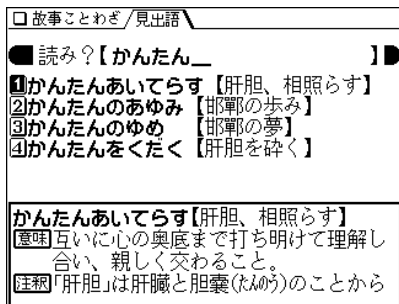 故事ことわざ/見出語
読み?【かんたん_ 】
1かんたんあいてらす【肝胆、相照らす】
2かんたんのあゆみ【邯鄲の歩み】
3かんたんのゆめ 【邯鄲の夢】
4かんたんをくだく【肝胆を砕く】
かんたんあいてらす【肝胆、相照らす】
意味互いに心の奥底まで打ち明けて理解し
合い、親しく交わること。
注釈「肝胆」は肝臓と胆嚢(たんのう)のことから